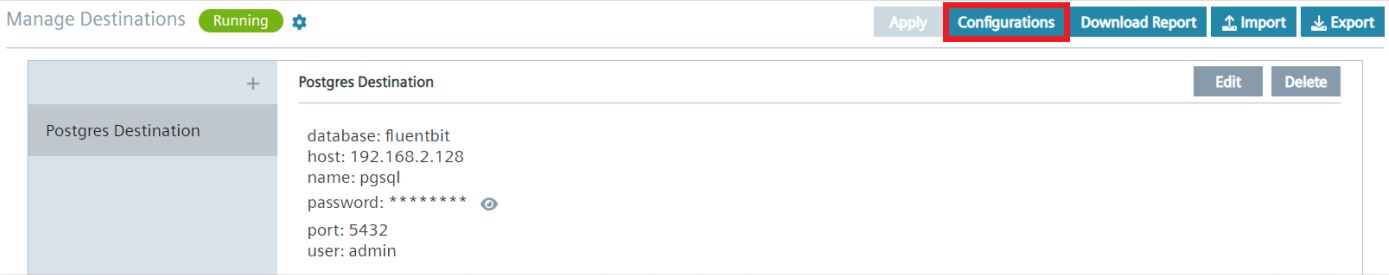 Manage Destinations Running
Apply Configurations Download Report Import Export
+
Postgres Destination
Edit Delete
Postgres Destination
database: fluentbit
host: 192.168.2.128
name: pgsql
password: ********
port: 5432
user: admin